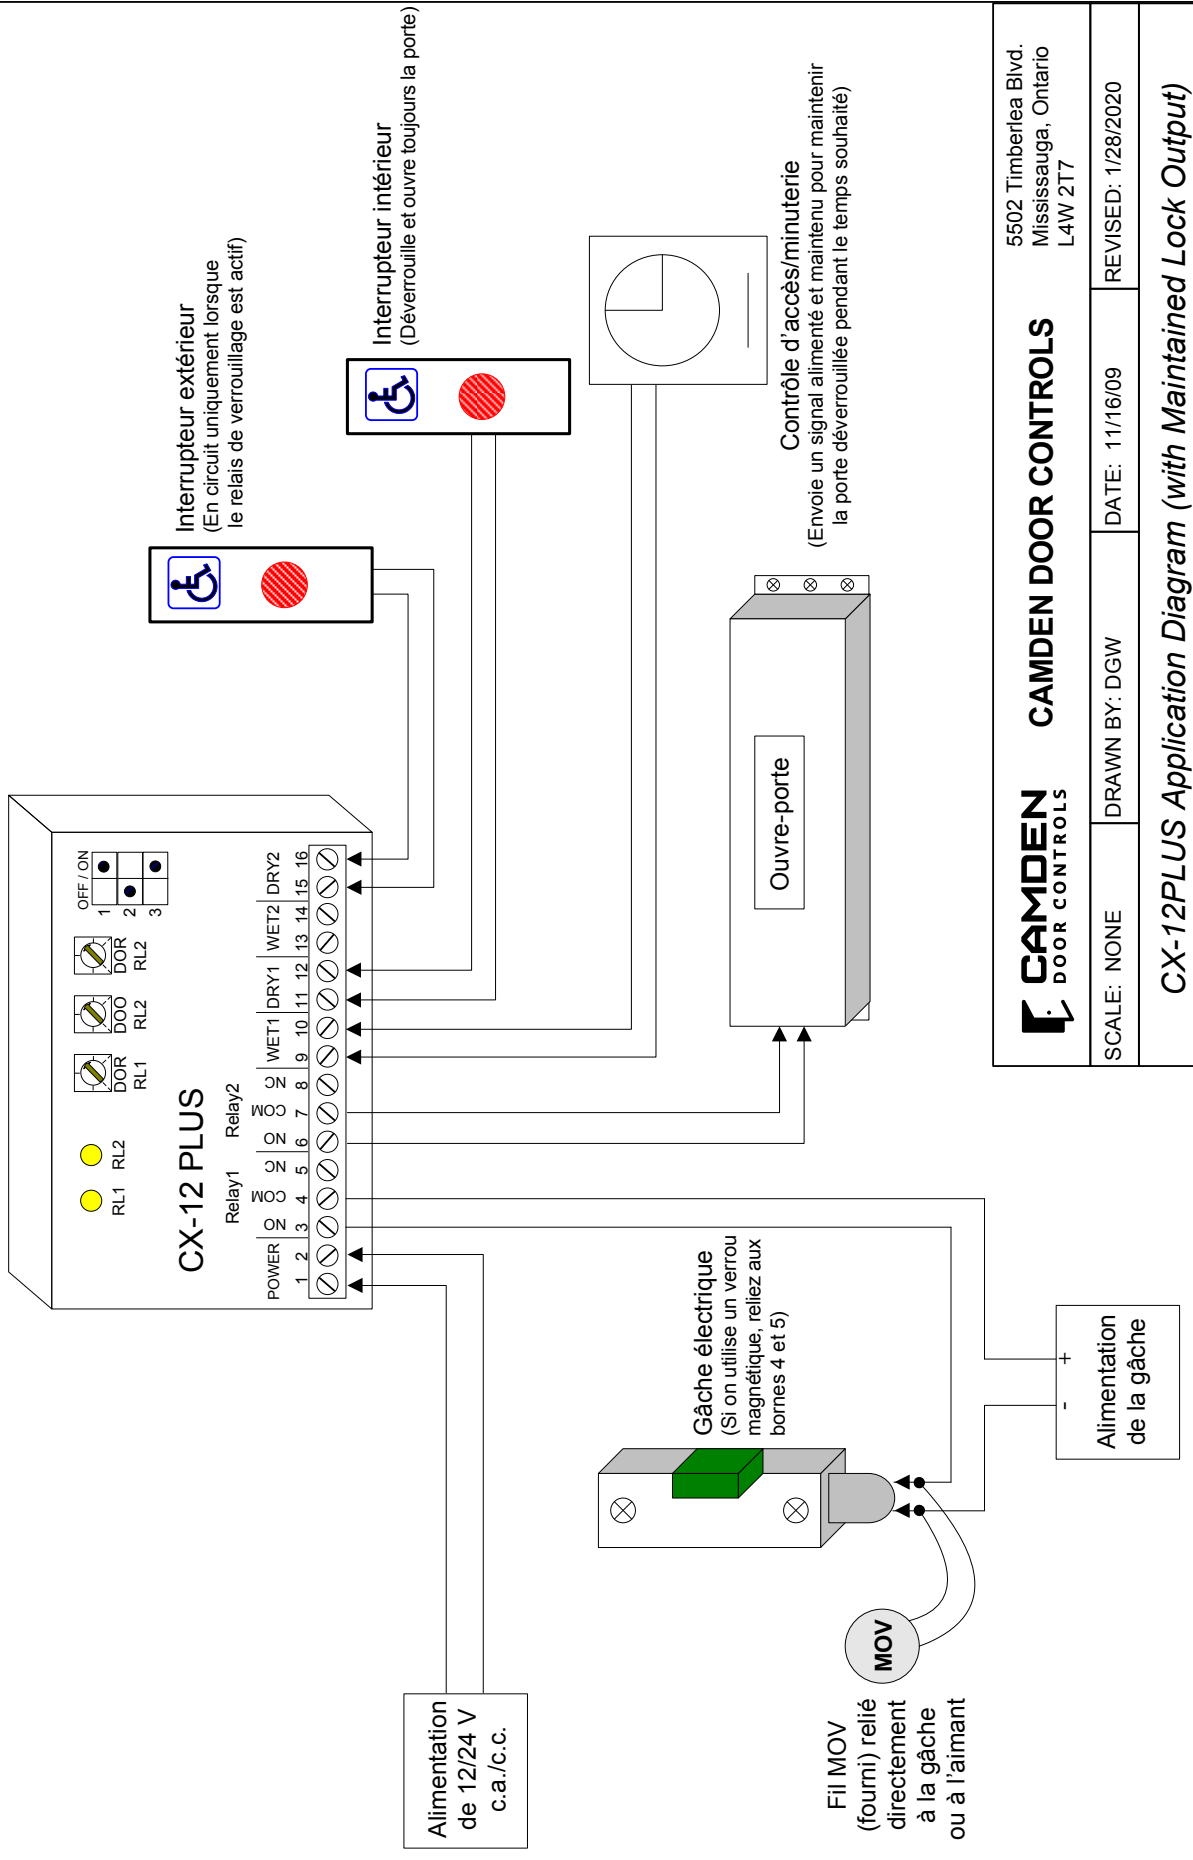 OFF / ON
1
2
3
DOR
RL2
DOO
RL2
DOR
RL1
RL2
RL1
CX-12 PLUS
Relay1
Relay2
POWER
NO
COM
NC
NO
COM
NC
WET1
DRY1
WET2
DRY2
1
2
3
4
5
6
7
8
9
10
11
12
13
14
15
16
Interrupteur extérieur
(En circuit uniquement lorsque
le relais de verrouillage est actif)
Interrupteur intérieur
(Déverrouille et ouvre toujours la porte)
Contrôle d'accès/minuterie
(Envoie un signal alimenté et maintenu pour maintenir
la porte déverrouillée pendant le temps souhaité)
Ouvre-porte
Gâche électrique
(Si on utilise un verrou
magnétique, reliez aux
bornes 4 et 5)
Alimentation
de 12/24 V
c.a./c.c.
MOV
Fil MOV
(fourni) relié
directement
à la gâche
ou à l'aimant
- +
Alimentation
de la gâche
CAMDEN
DOOR CONTROLS
CAMDEN DOOR CONTROLS
5502 Timberlea Blvd.
Mississauga, Ontario
L4W 2T7
SCALE: NONE
DRAWN BY: DGW
DATE: 11/16/09
REVISED: 1/28/2020
CX-12PLUS Application Diagram (with Maintained Lock Output)